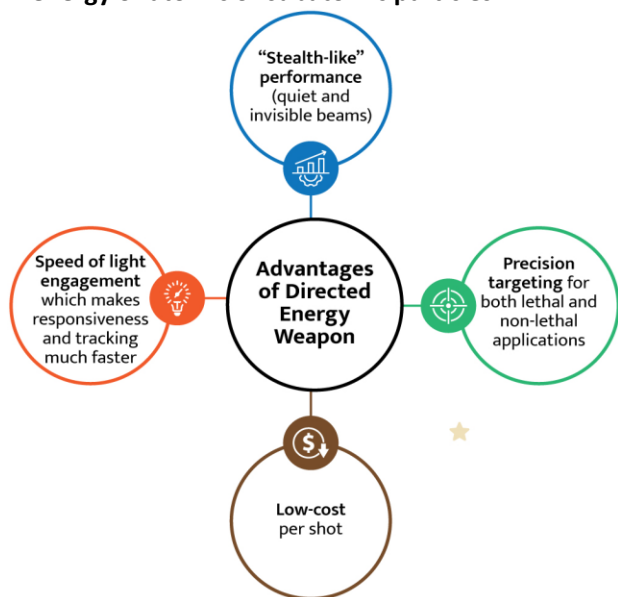 “Stealth-like”
performance
(quiet and
invisible beams)
Speed of light
engagement
which makes
responsiveness
and tracking
much faster
Advantages
of Directed
Energy
Weapon
Precision
targeting for
both lethal and
non-lethal
applications
$
Low-cost
per shot